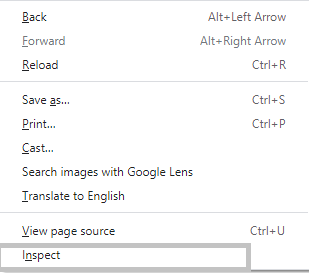 Back Alt+Left Arrow
Forward Alt+Right Arrow
Reload Ctrl+R
Save as... Ctrl+S
Print... Ctrl+P
Cast...
Search images with Google Lens
Translate to English
View page source Ctrl+U
Inspect